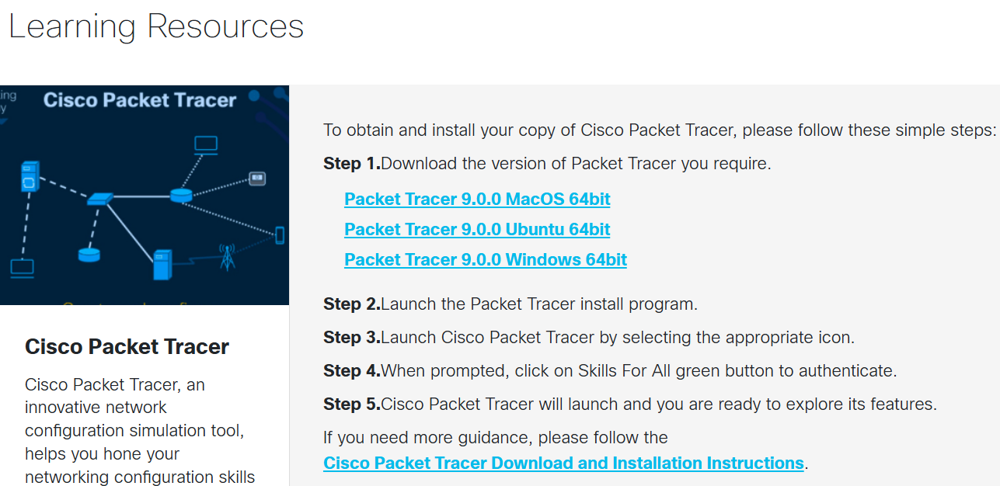 Learning Resources
Cisco Packet Tracer
To obtain and install your copy of Cisco Packet Tracer, please follow these simple steps:
Step 1.Download the version of Packet Tracer you require.
Packet Tracer 9.0.0 MacOS 64bit
Packet Tracer 9.0.0 Ubuntu 64bit
Packet Tracer 9.0.0 Windows 64bit
Step 2.Launch the Packet Tracer install program.
Step 3.Launch Cisco Packet Tracer by selecting the appropriate icon.
Step 4.When prompted, click on Skills For All green button to authenticate.
Step 5.Cisco Packet Tracer will launch and you are ready to explore its features.
If you need more guidance, please follow the
Cisco Packet Tracer Download and Installation Instructions.
Cisco Packet Tracer
Cisco Packet Tracer, an
innovative network
configuration simulation tool,
helps you hone your
networking configuration skills